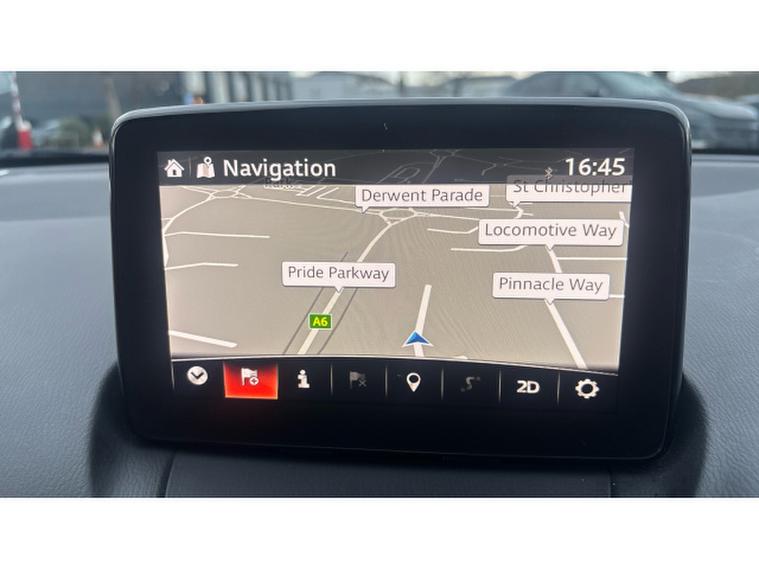 Navigation
16:45
Derwent Parade
St Christopher
Locomotive Way
Pride Parkway
Pinnacle Way
A6
2D